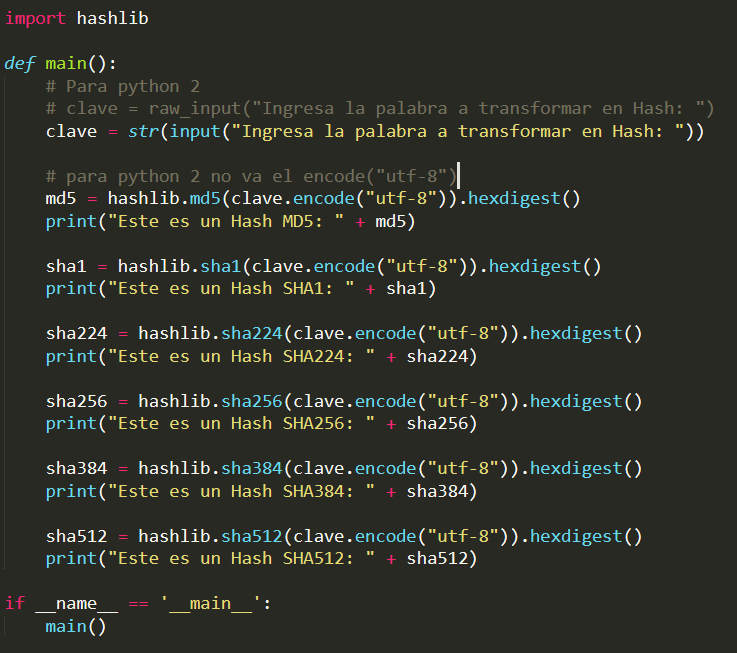 import hashlib
def main():
# Para python 2
# clave = raw_input("Ingresa la palabra a transformar en Hash: ")
clave = str(input("Ingresa la palabra a transformar en Hash: "))
# para python 2 no va el encode("utf-8")
md5 = hashlib.md5(clave.encode("utf-8")).hexdigest()
print("Este es un Hash MD5: " + md5)
sha1 = hashlib.sha1(clave.encode("utf-8")).hexdigest()
print("Este es un Hash SHA1: " + sha1)
sha224 = hashlib.sha224(clave.encode("utf-8")).hexdigest()
print("Este es un Hash SHA224: " + sha224)
sha256 = hashlib.sha256(clave.encode("utf-8")).hexdigest()
print("Este es un Hash SHA256: " + sha256)
sha384 = hashlib.sha384(clave.encode("utf-8")).hexdigest()
print("Este es un Hash SHA384: " + sha384)
sha512 = hashlib.sha512(clave.encode("utf-8")).hexdigest()
print("Este es un Hash SHA512: " + sha512)
if __name__ == '__main__':
main()